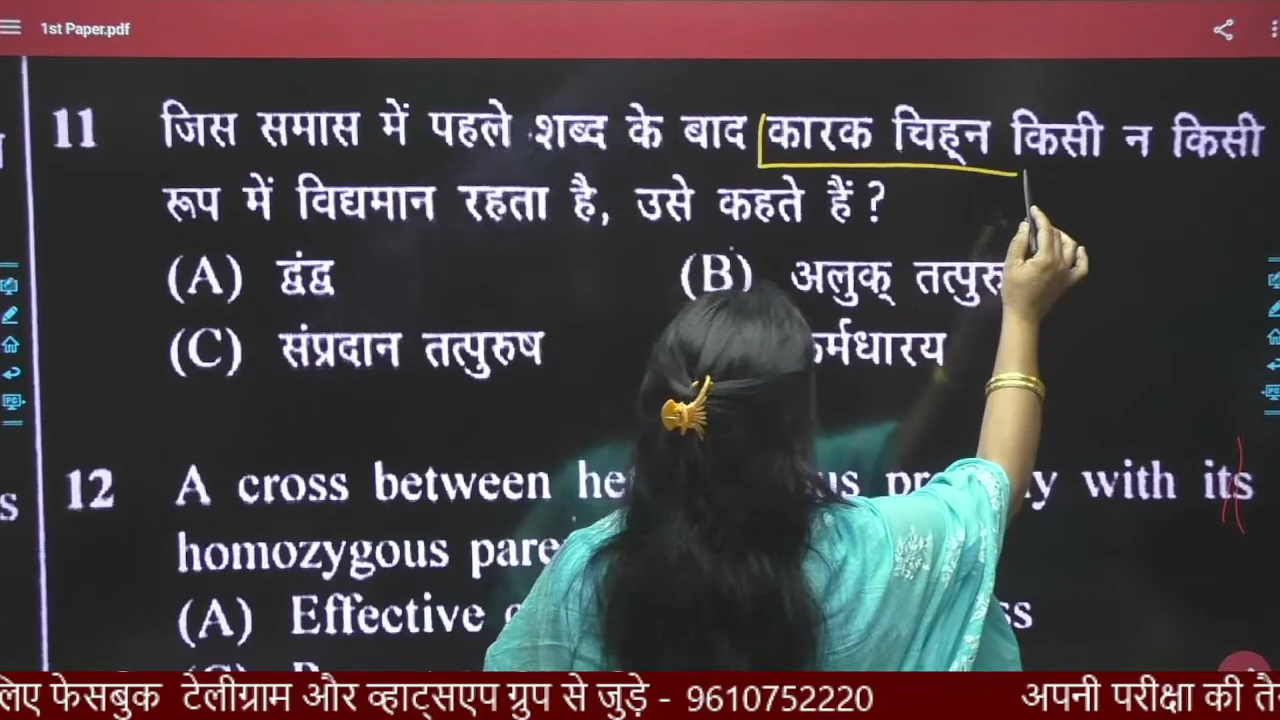 1st Paper.pdf
11 जिस समास में पहले शब्द के बाद कारक चिह्न किसी न किसी
रूप में विद्यमान रहता है, उसे कहते हैं ?
(A) द्वंद्व (B) अलुक् तत्पुरु
(C) संप्रदान तत्पुरुष र्मधारय
12 A cross between he us pr y with its
homozygous pare
(A) Effective ss
लिए फेसबुक टेलीग्राम और व्हाट्सएप ग्रुप से जुड़े - 9610752220 अपनी परीक्षा की तै